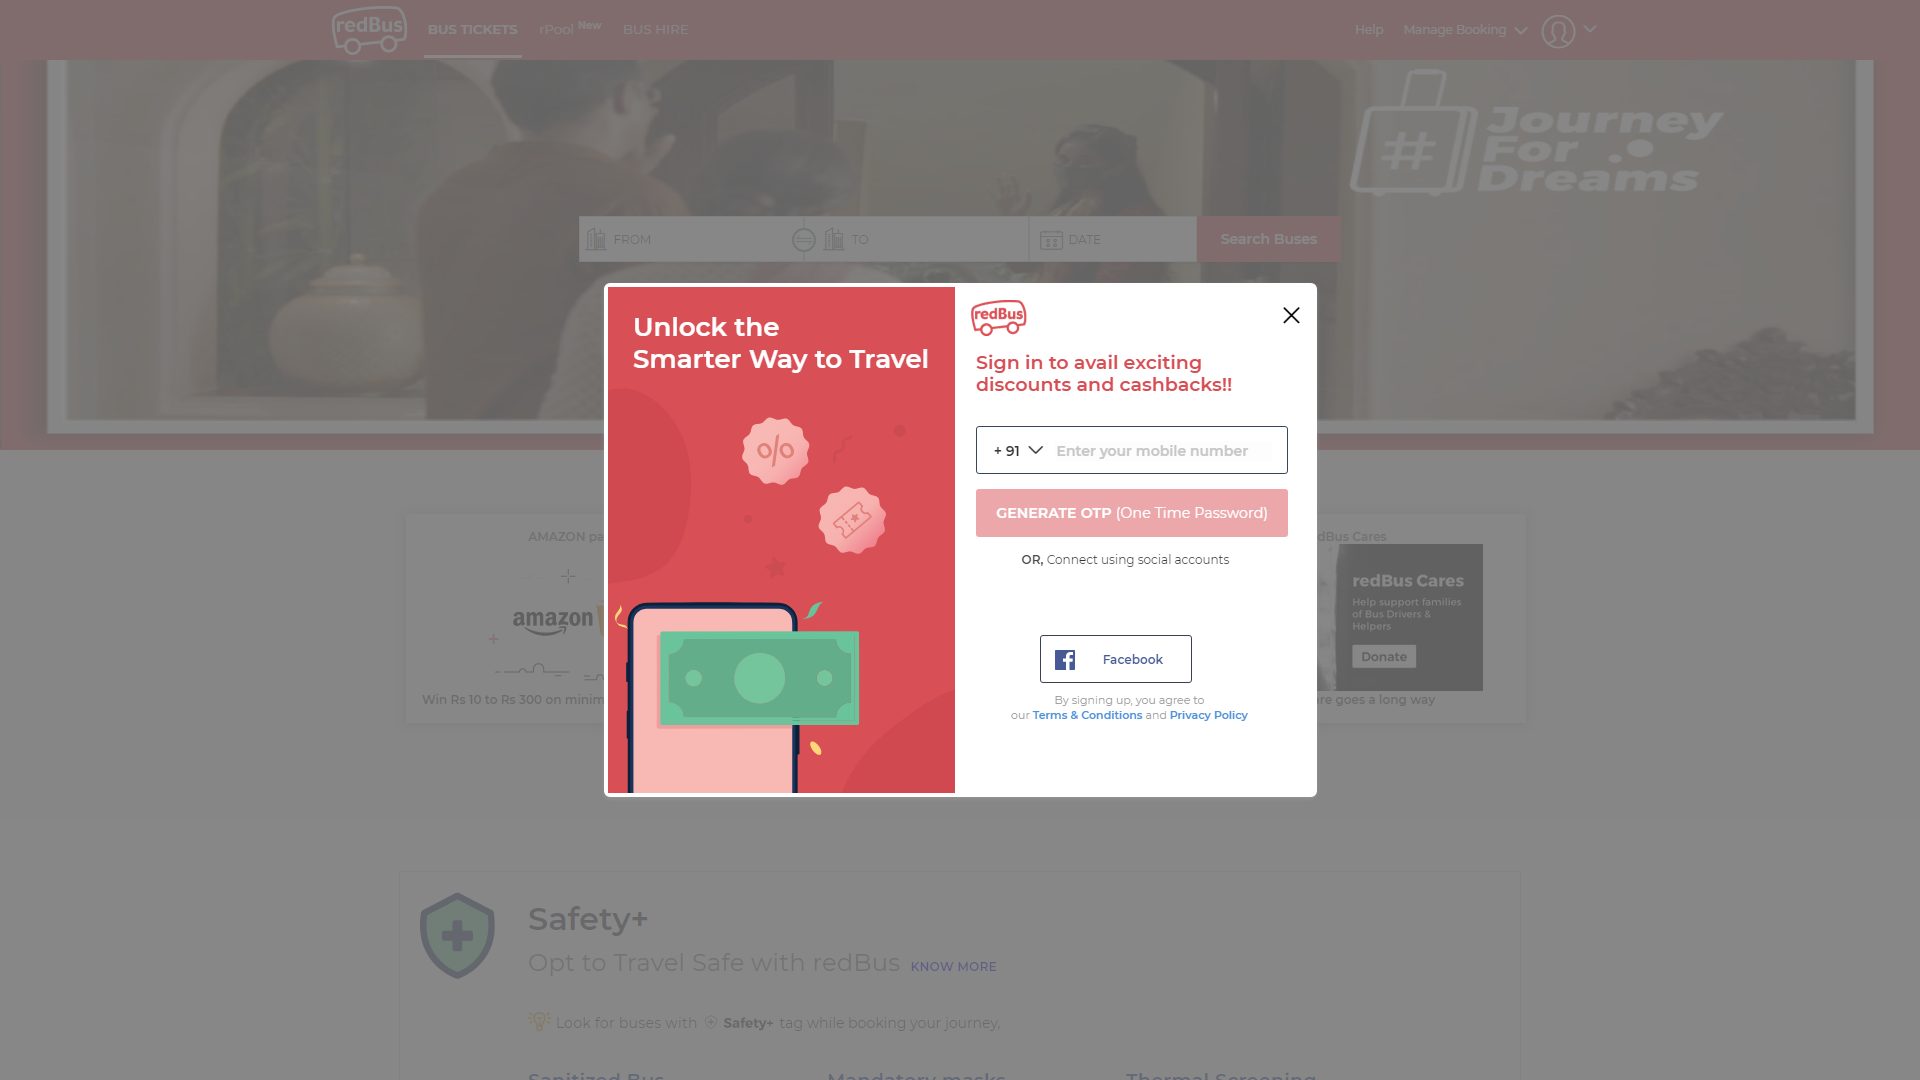 redBus
BUS TICKETS
rPool New
BUS HIRE
Help
Manage Booking
#
Journey
For
Dreams
FROM
TO
DATE
Search Buses
Unlock the
Smarter Way to Travel
%
redBus
Sign in to avail exciting
discounts and cashbacks!!
+ 91
Enter your mobile number
GENERATE OTP (One Time Password)
OR, Connect using social accounts
Facebook
By signing up, you agree to
our Terms & Conditions and Privacy Policy
AMAZON
amazon
Win Rs 10 to Rs 300 on
Cares
redBus Cares
Help support families
of Bus Drivers &
Helpers
Donate
goes a long way
Safety+
Opt to Travel Safe with redBus KNOW MORE
Look for buses with Safety+ tag while booking your journey,
Sanitized Bus
Mandatory masks
Thermal Screening